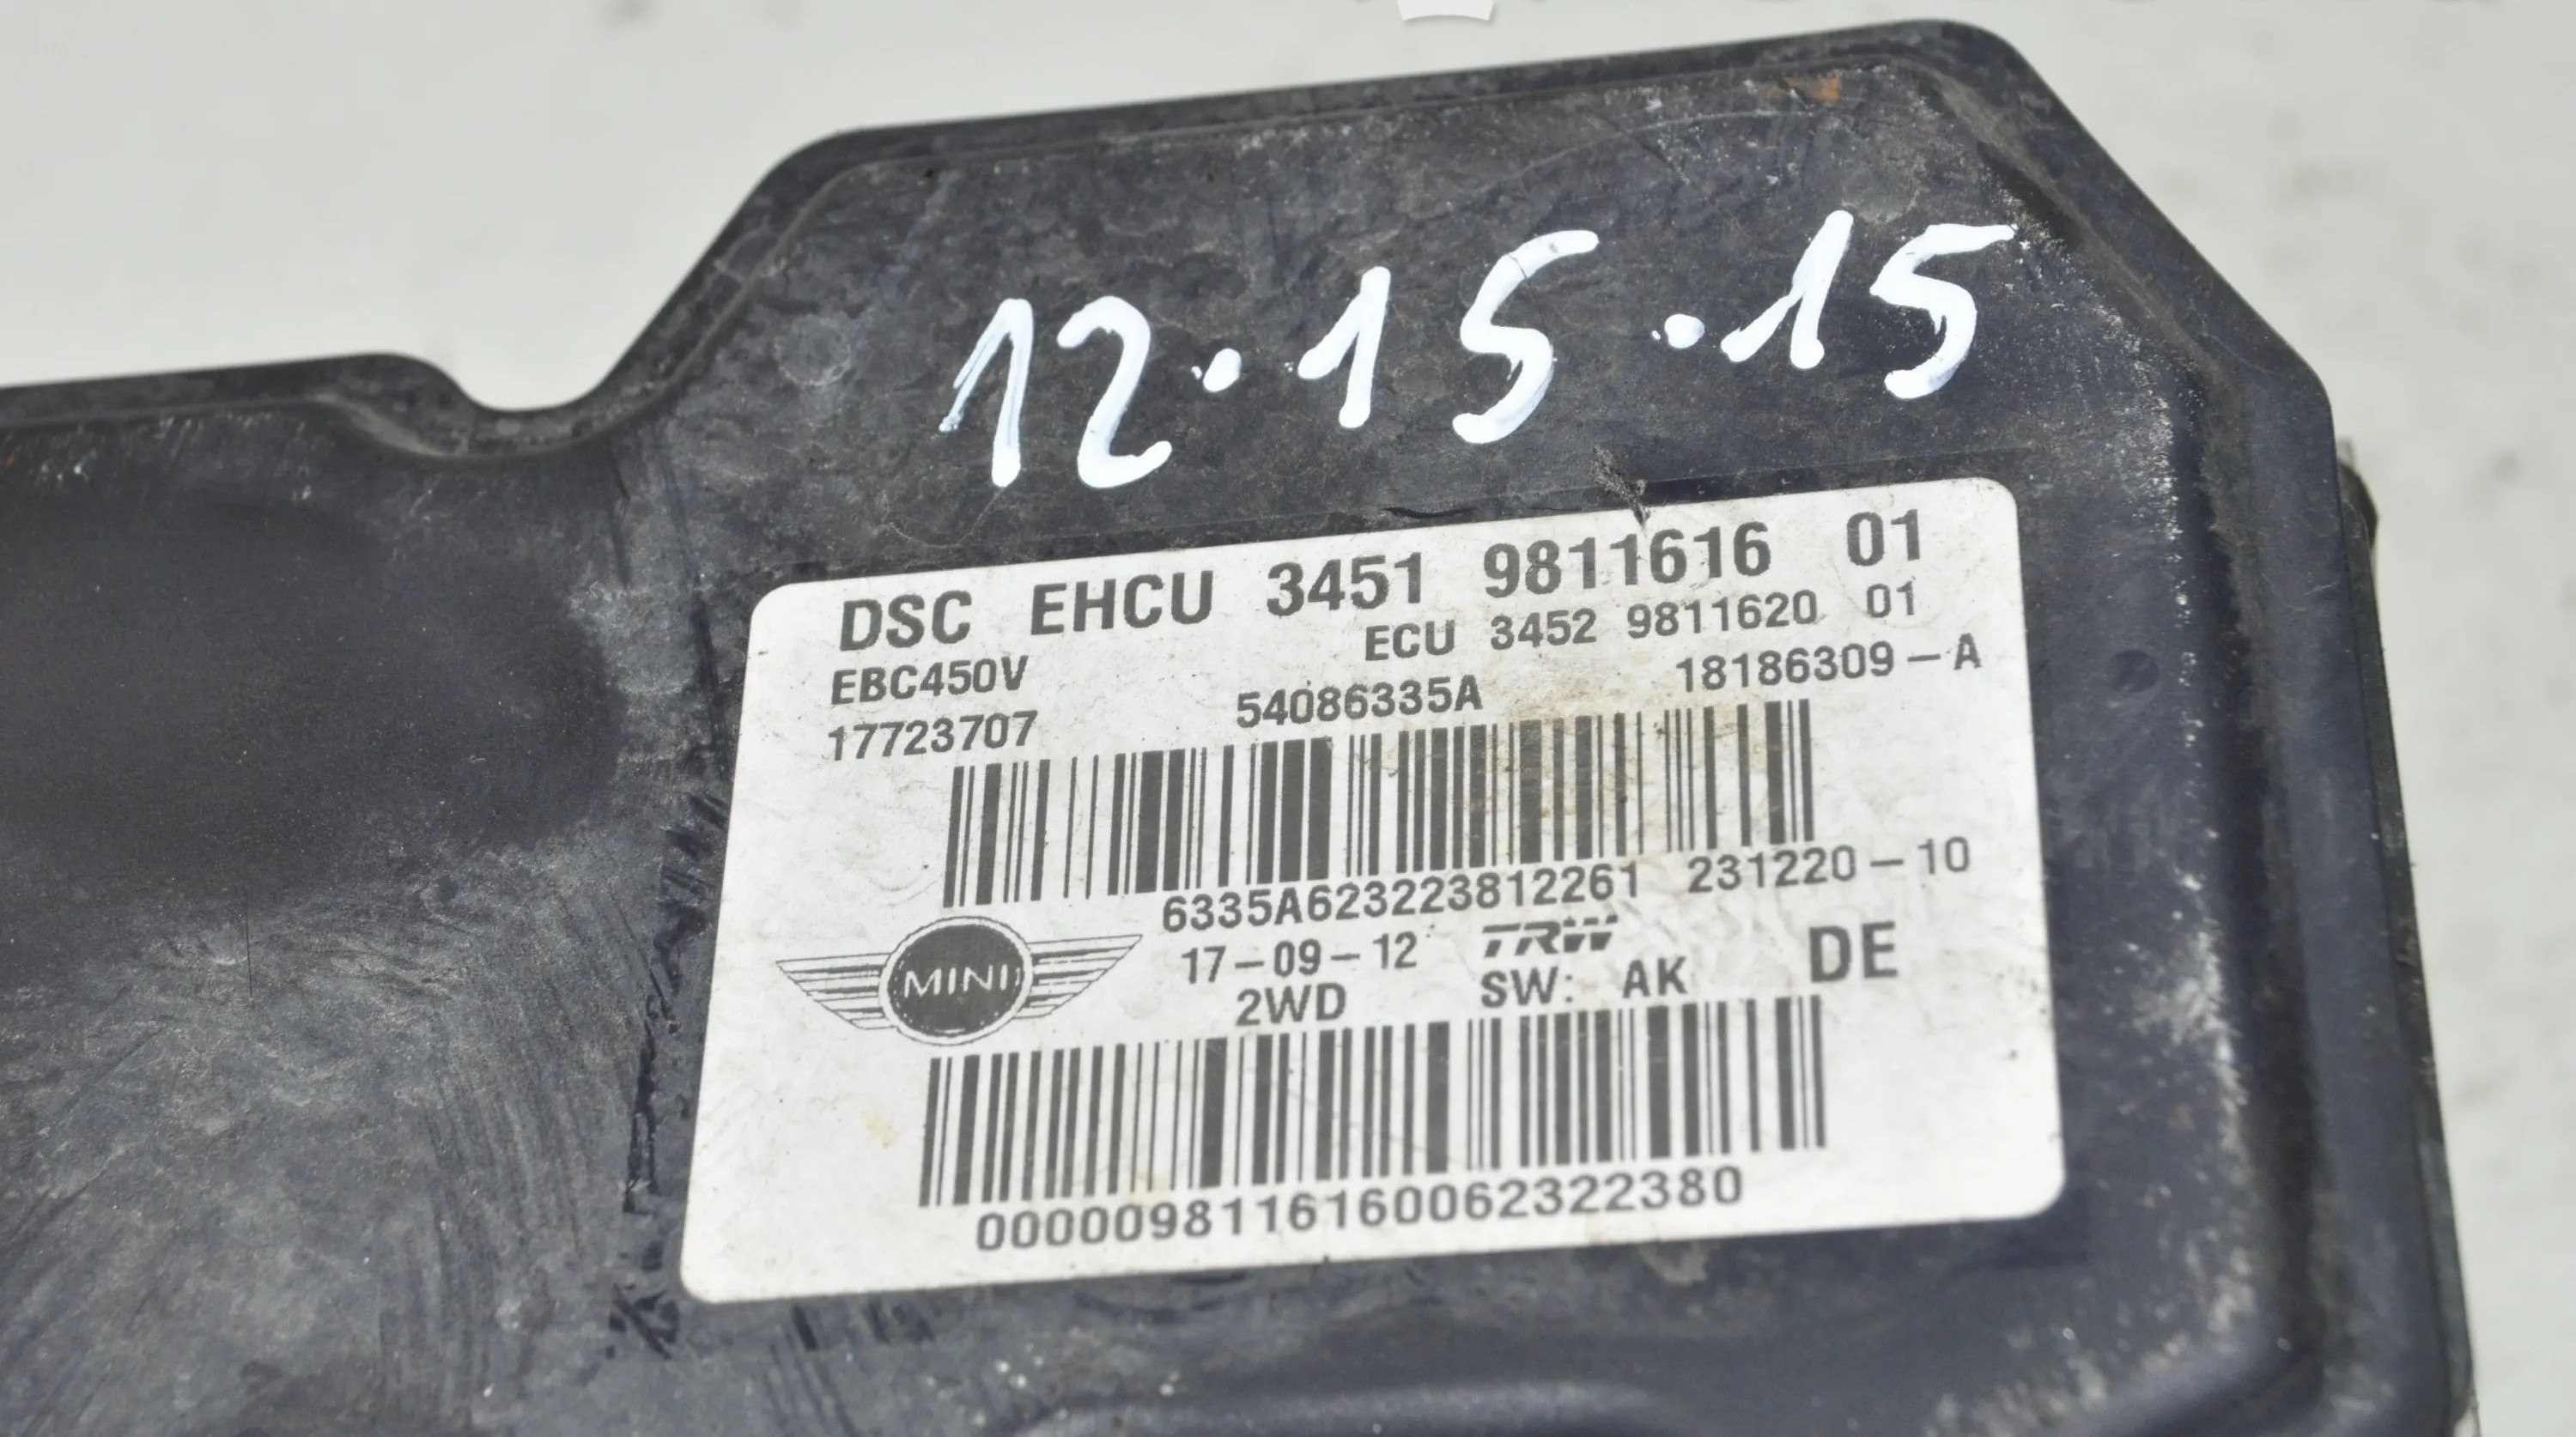 12.15.15
DSC EHCU 3451 9811616 01
ECU 3452 9811620 01
EBC450V
54086335A
18186309-A
17723707
6335A623223812261 231220-10
MINI
17-09-12 TRW
2WD SW: AK DE
0000098116160062322380